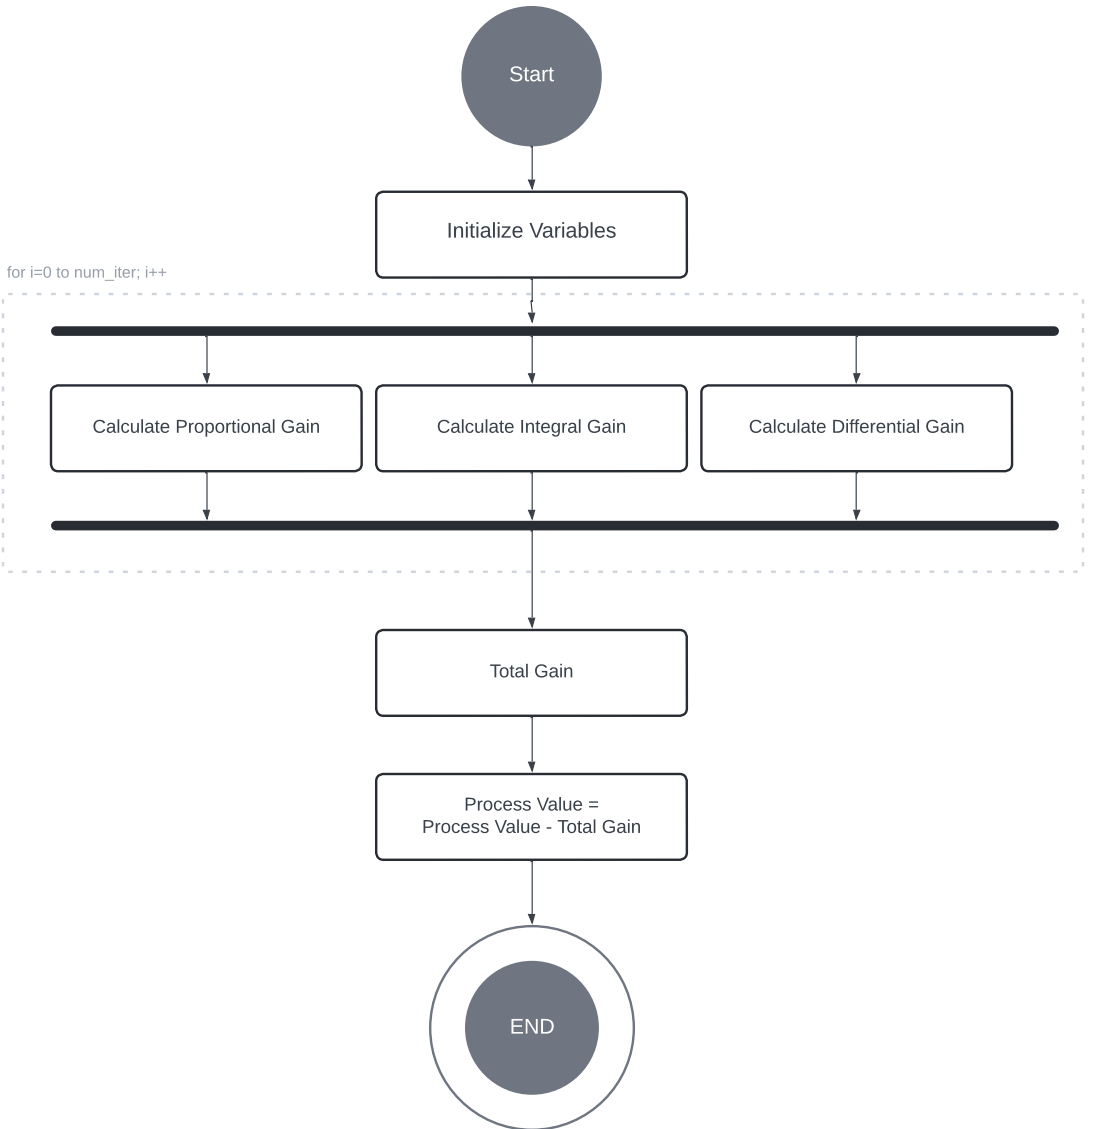 Start
Initialize Variables
for i=0 to num_iter; i++
Calculate Proportional Gain
Calculate Integral Gain
Calculate Differential Gain
Total Gain
Process Value =
Process Value - Total Gain
END